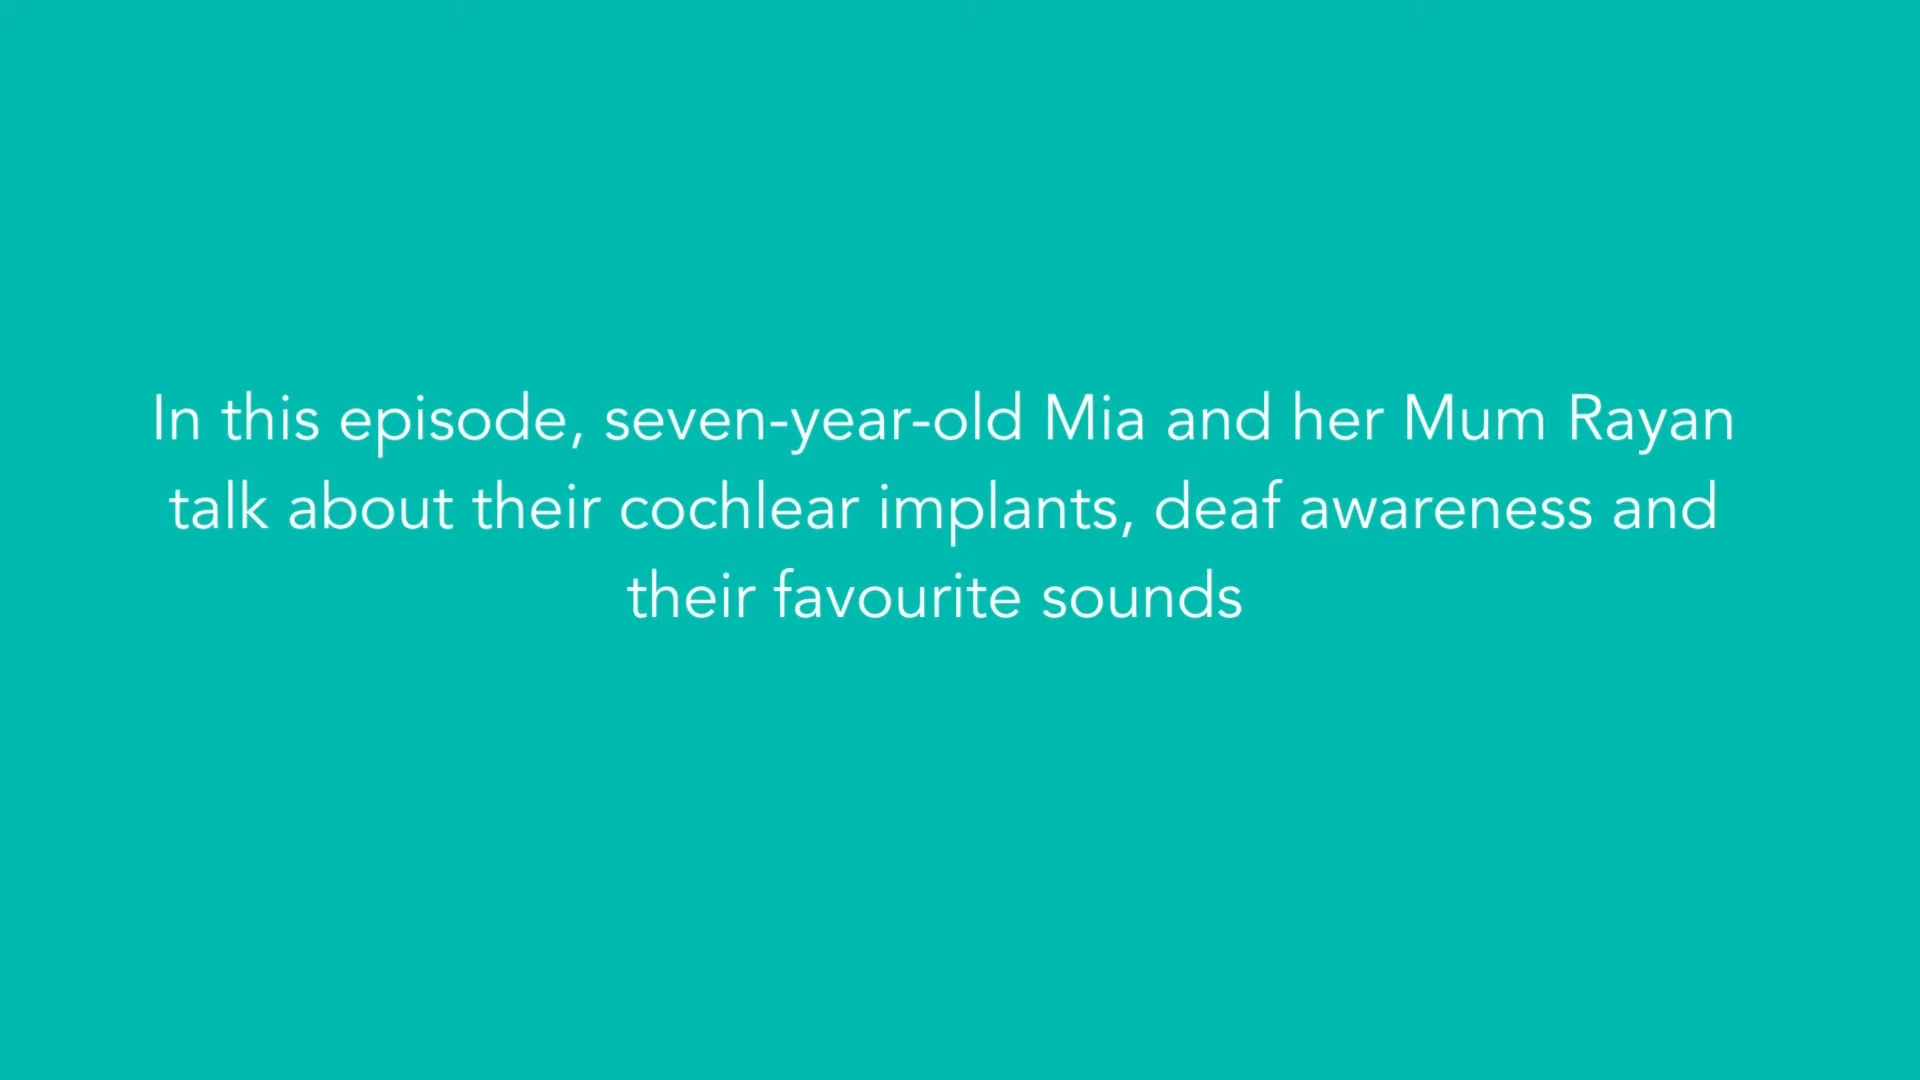 In this episode, seven-year-old Mia and her Mum Rayan
talk about their cochlear implants, deaf awareness and
their favourite sounds